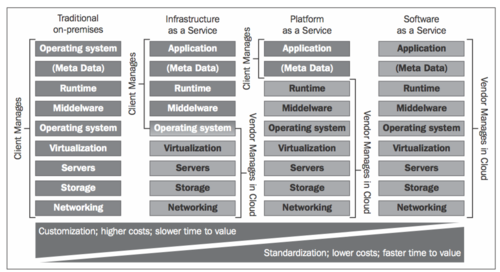 Traditional
on-premises
Operating system
(Meta Data)
Runtime
Middelware
Operating system
Virtualization
Servers
Storage
Networking
Client Manages
Infrastructure
as a Service
Application
(Meta Data)
Runtime
Middelware
Operating system
Virtualization
Servers
Storage
Networking
Client Manages
Vendor Manages in Cloud
Platform
as a Service
Application
(Meta Data)
Runtime
Middelware
Operating system
Virtualization
Servers
Storage
Networking
Client Manages
Vendor Manages in Cloud
Software
as a Service
Application
(Meta Data)
Runtime
Middelware
Operating system
Virtualization
Servers
Storage
Networking
Vendor Manages in Cloud
Customization; higher costs; slower time to value
Standardization; lower costs; faster time to value